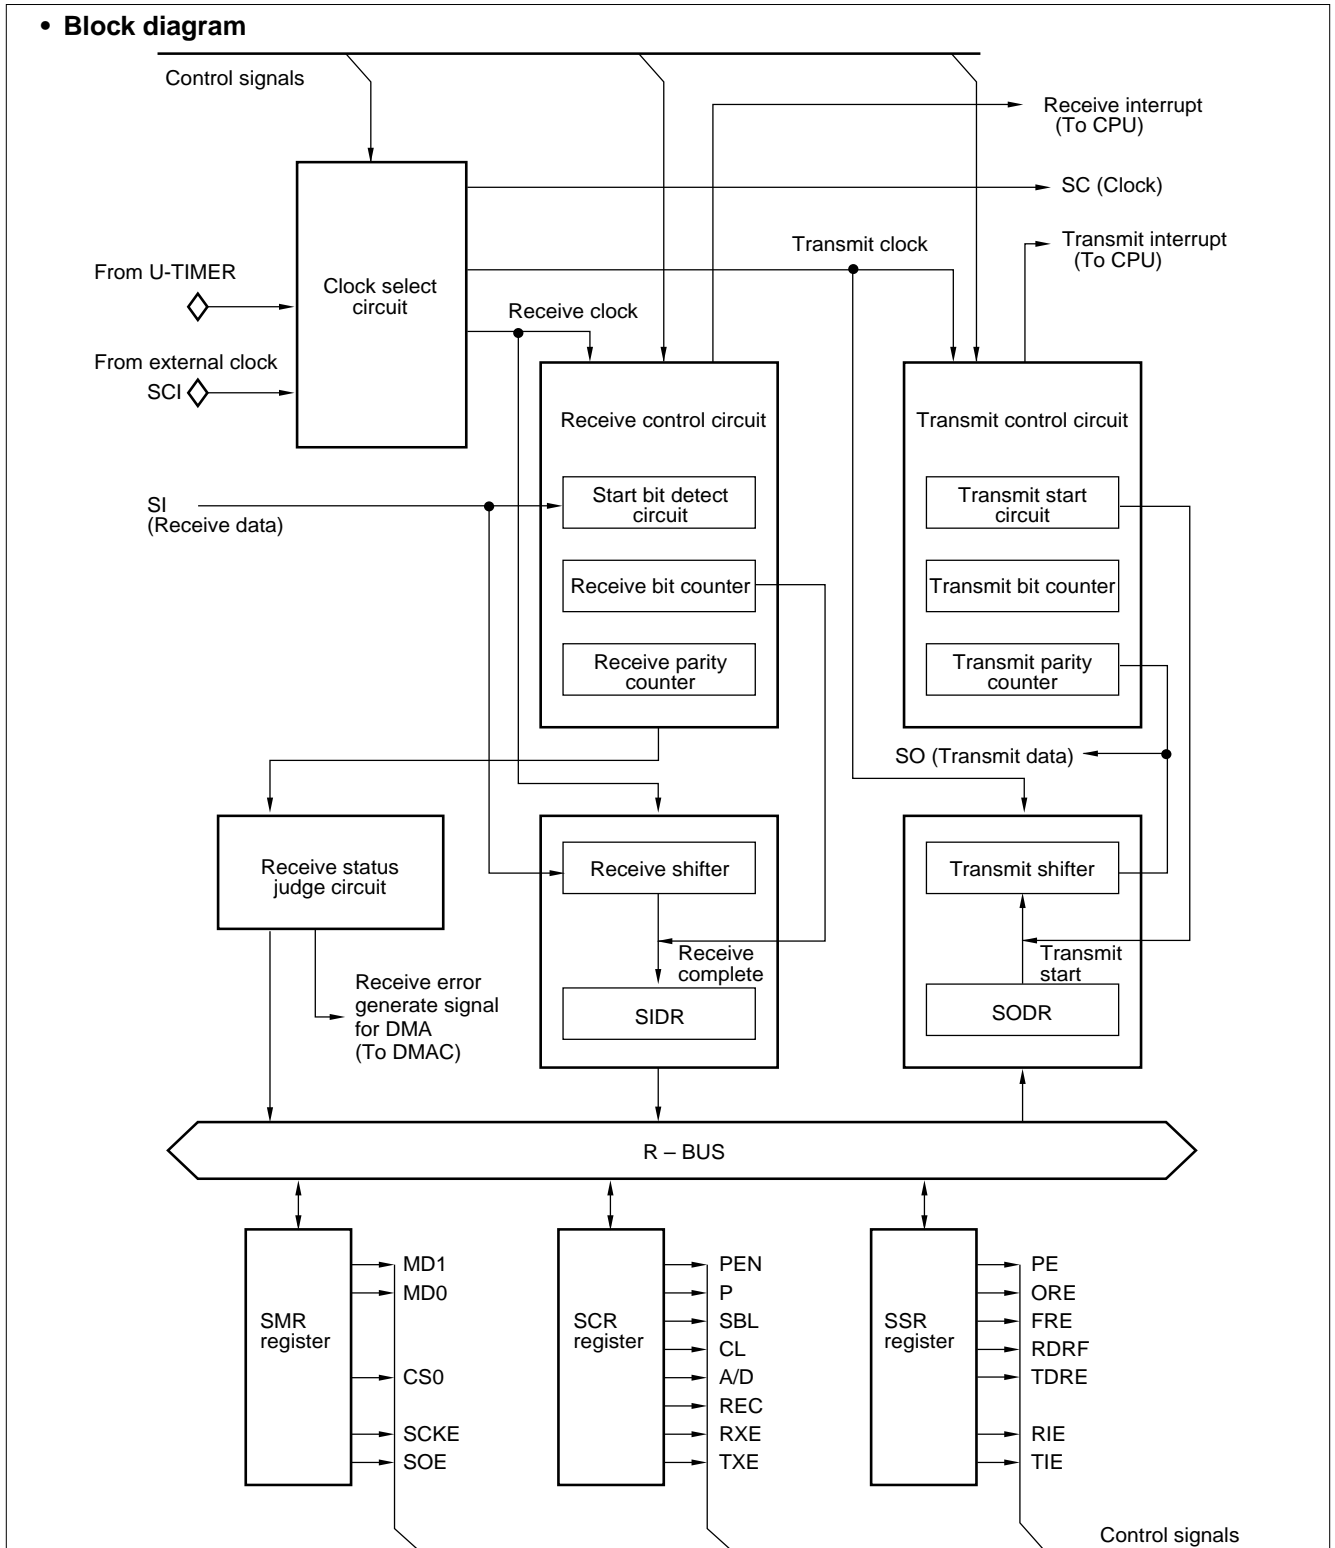 • Block diagram
Control signals
Receive interrupt
(To CPU)
SC (Clock)
Transmit clock
Transmit interrupt
(To CPU)
From U-TIMER
Clock select
circuit
Receive clock
From external clock
SCI
Receive control circuit
Transmit control circuit
SI
(Receive data)
Start bit detect
circuit
Transmit start
circuit
Receive bit counter
Transmit bit counter
Receive parity
counter
Transmit parity
counter
SO (Transmit data)
Receive status
judge circuit
Receive shifter
Transmit shifter
Receive
complete
Transmit
start
Receive error
generate signal
for DMA
(To DMAC)
SIDR
SODR
R – BUS
SMR
register
MD1
MD0
CS0
SCKE
SOE
SCR
register
PEN
P
SBL
CL
A/D
REC
RXE
TXE
SSR
register
PE
ORE
FRE
RDRF
TDRE
RIE
TIE
Control signals